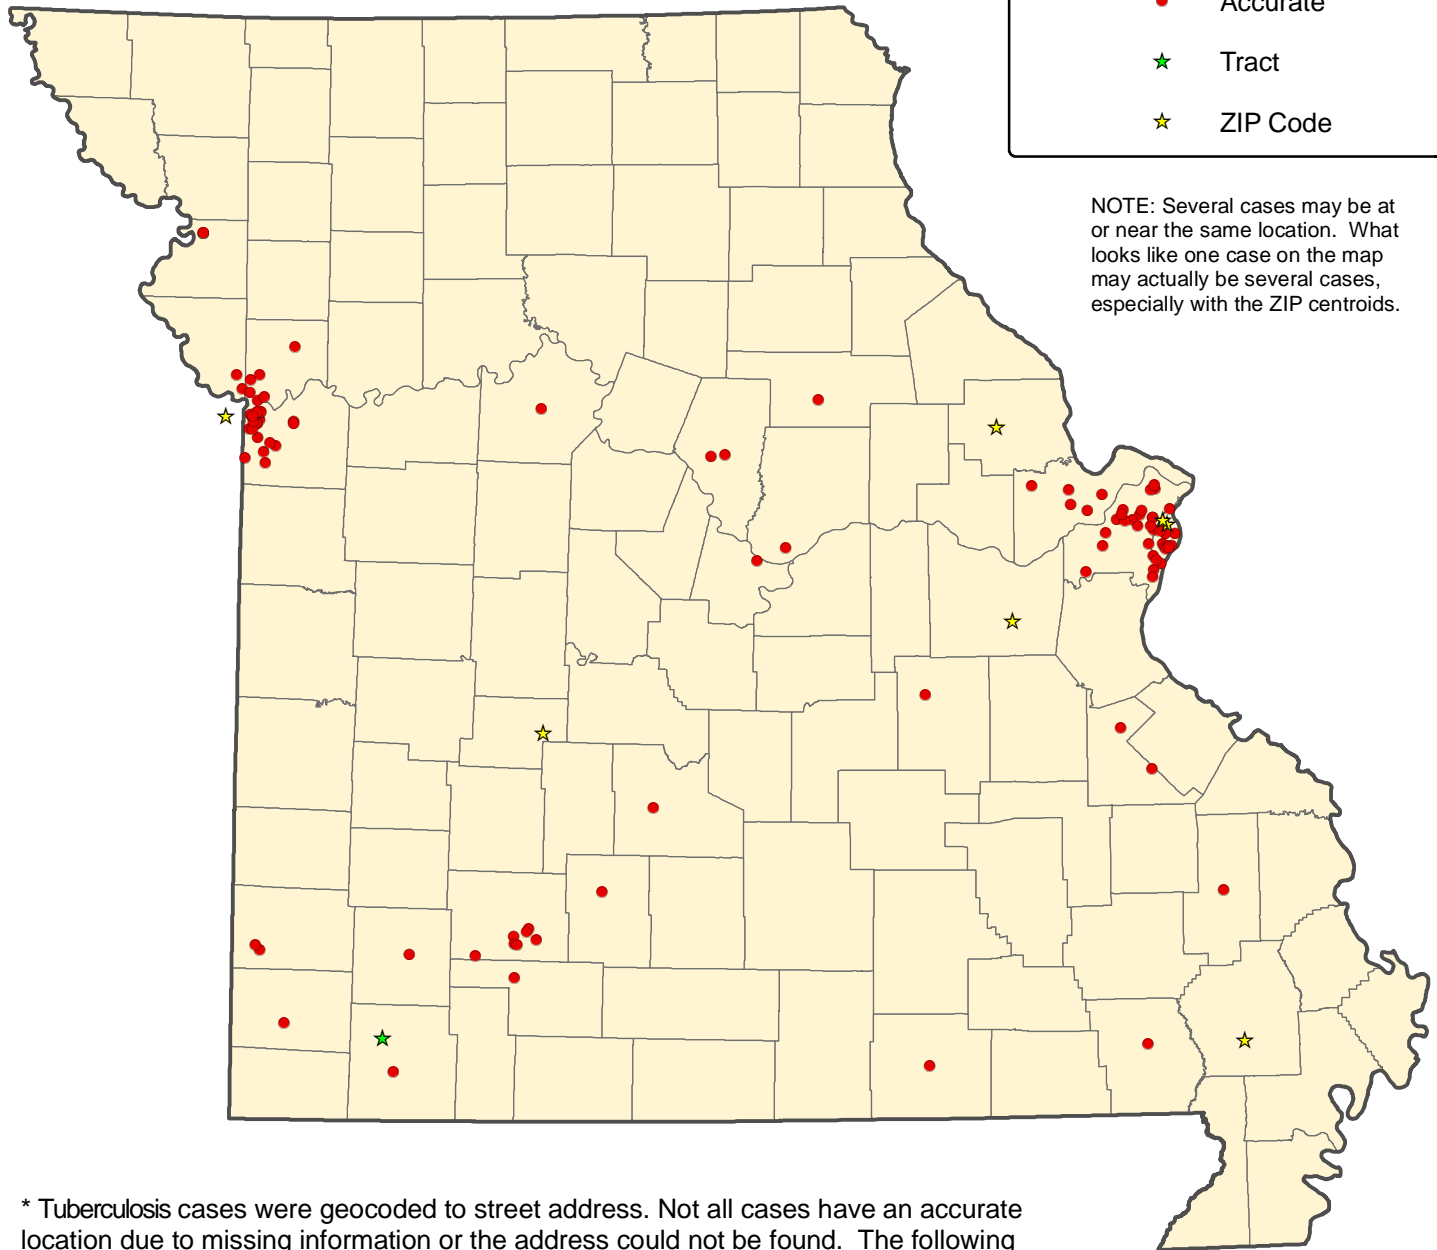 Accurate
Tract
ZIP Code
NOTE: Several cases may be at
or near the same location. What
looks like one case on the map
may actually be several cases,
especially with the ZIP centroids.
* Tuberculosis cases were geocoded to street address. Not all cases have an accurate
location due to missing information or the address could not be found. The following